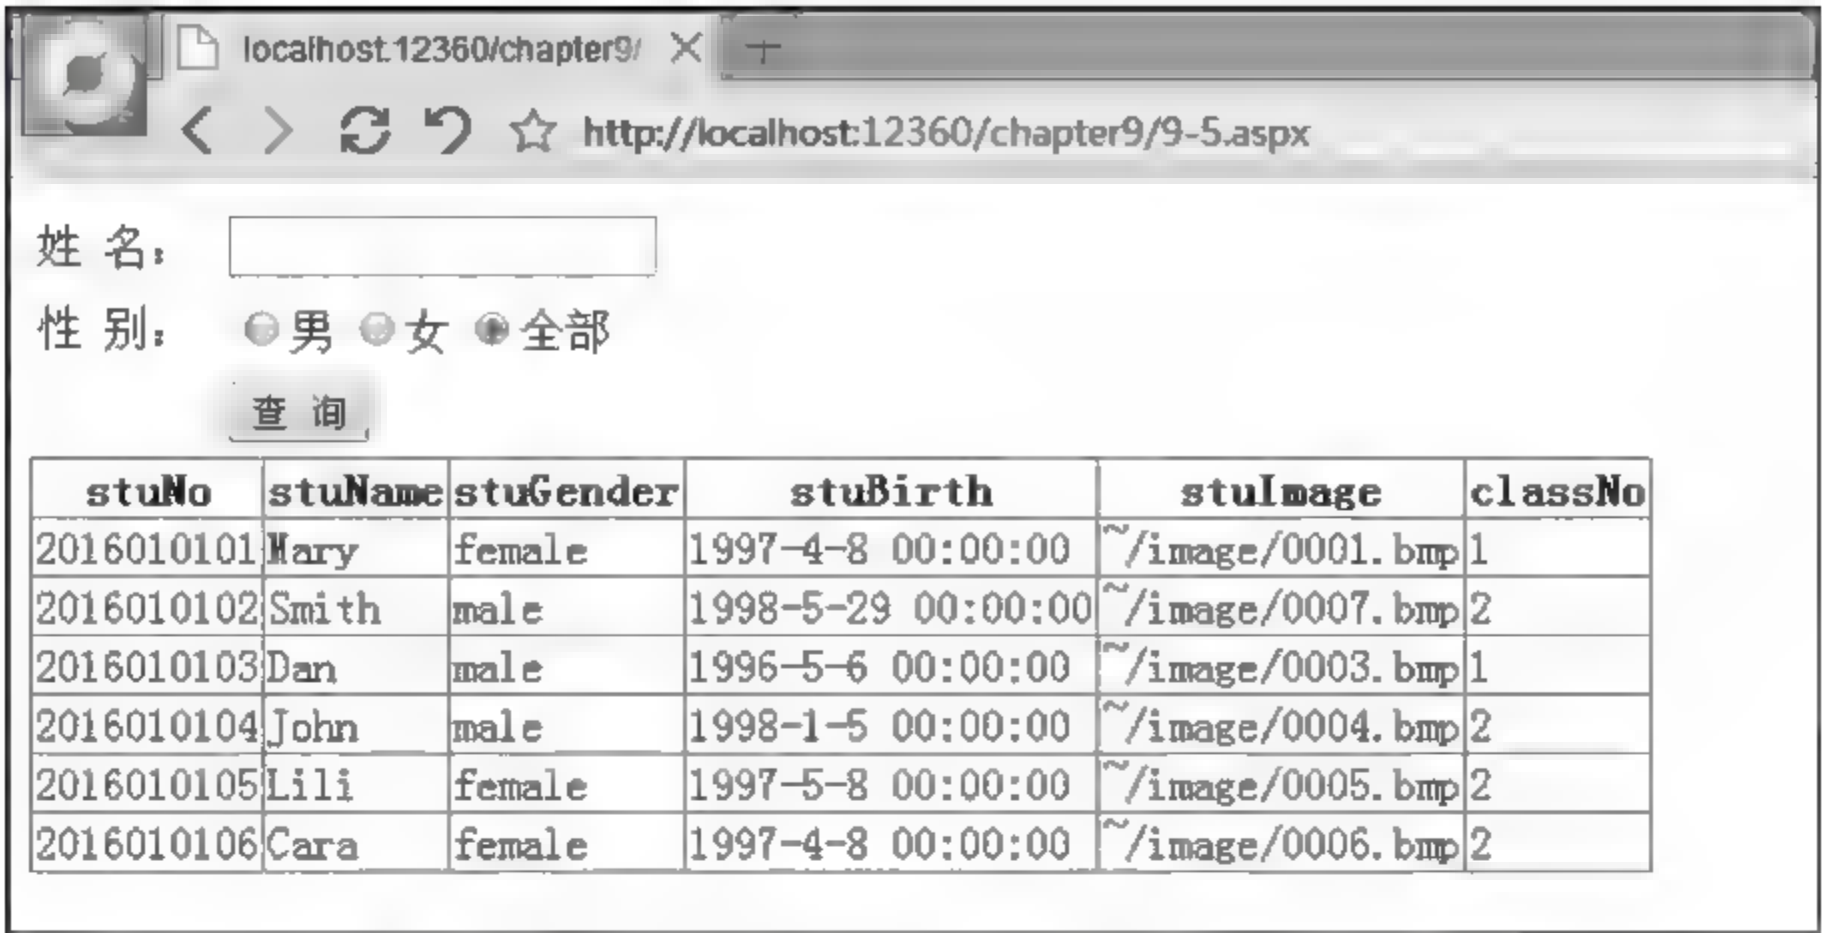 localhost:12360/chapter9/
http://localhost:12360/chapter9/9-5.aspx
姓 名：
性 别： 男 女 全部
查 询
stuNo stuName stuGender stuBirth stuImage classNo
2016010101 Mary female 1997-4-8 00:00:00 ~/image/0001.bmp 1
2016010102 Smith male 1998-5-29 00:00:00 ~/image/0007.bmp 2
2016010103 Dan male 1996-5-6 00:00:00 ~/image/0003.bmp 1
2016010104 John male 1998-1-5 00:00:00 ~/image/0004.bmp 2
2016010105 Lili female 1997-5-8 00:00:00 ~/image/0005.bmp 2
2016010106 Cara female 1997-4-8 00:00:00 ~/image/0006.bmp 2